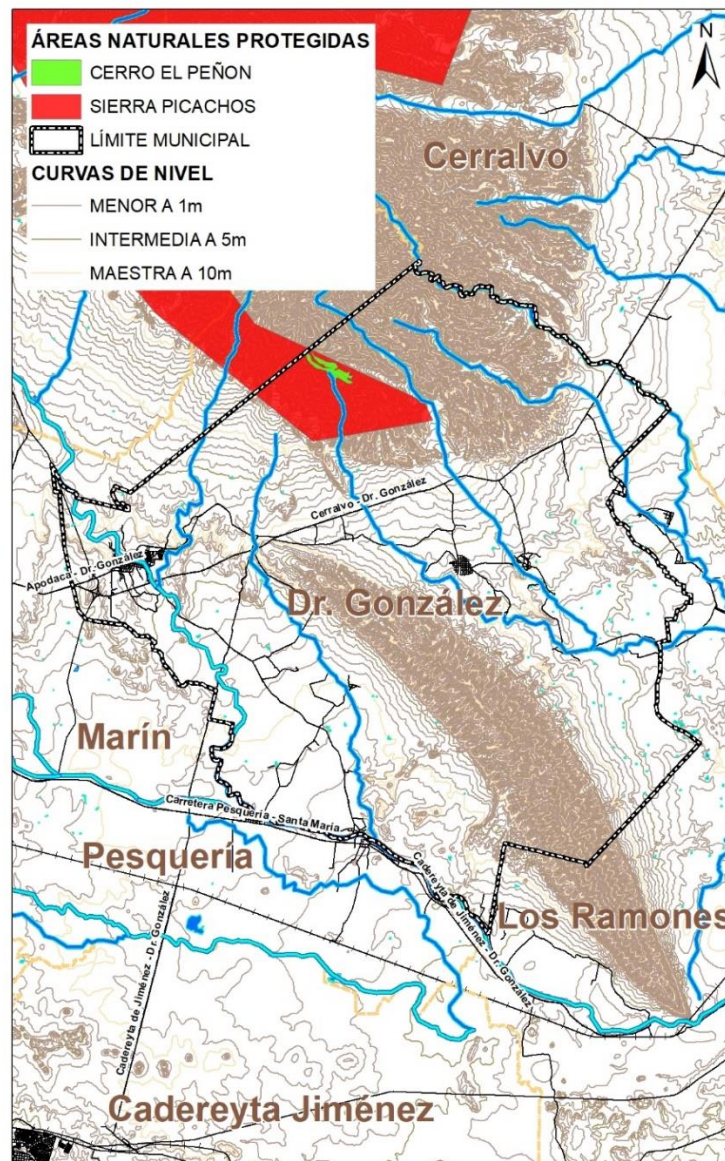 ÁREAS NATURALES PROTEGIDAS
CERRO EL PEÑON
SIERRA PICACHOS
LÍMITE MUNICIPAL
CURVAS DE NIVEL
MENOR A 1m
INTERMEDIA A 5m
MAESTRA A 10m
N
Cerralvo
Cerralvo - Dr. González
Apodaca - Dr. González
Dr. González
Marín
Carretera Pesquería - Santa María
Pesquería
Cadereyta de Jiménez - Dr. González
Los Ramones
Cadereyta de Jiménez - Dr. González
Cadereyta Jiménez